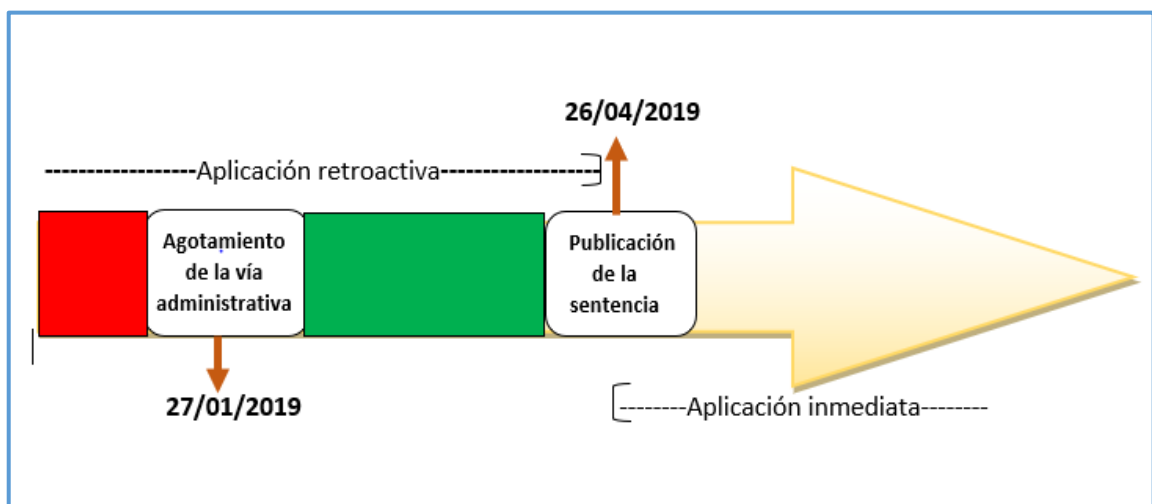 26/04/2019
-----------------Aplicación retroactiva------------------
Agotamiento
de la vía
administrativa
Publicación
de la
sentencia
27/01/2019
--------Aplicación inmediata--------